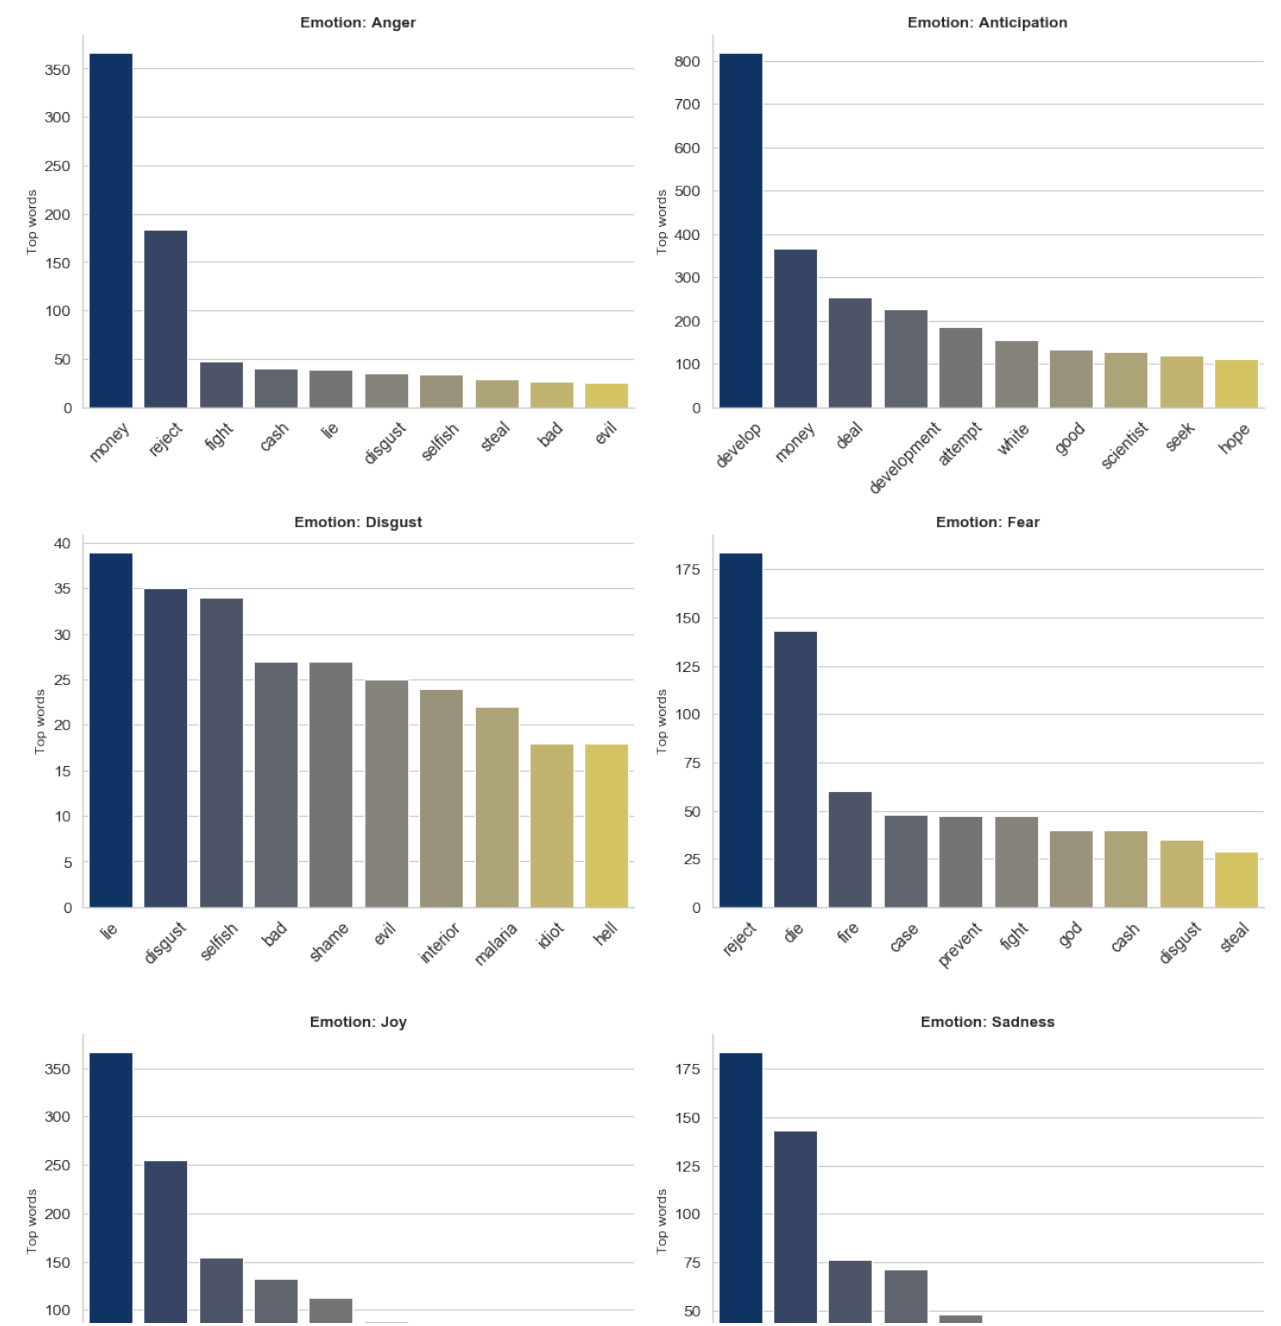 Emotion: Anger
Top words
350
300
250
200
150
100
50
0
money reject fight cash lie disgust selfish steal bad evil
Emotion: Anticipation
Top words
800
700
600
500
400
300
200
100
0
develop money deal development attempt white good scientist seek hope
Emotion: Disgust
Top words
40
35
30
25
20
15
10
5
0
lie disgust selfish bad shame evil interior malaria idiot hell
Emotion: Fear
Top words
175
150
125
100
75
50
25
0
reject die fire case prevent fight god cash disgust steal
Emotion: Joy
Top words
350
300
250
200
150
100
Emotion: Sadness
Top words
175
150
125
100
75
50